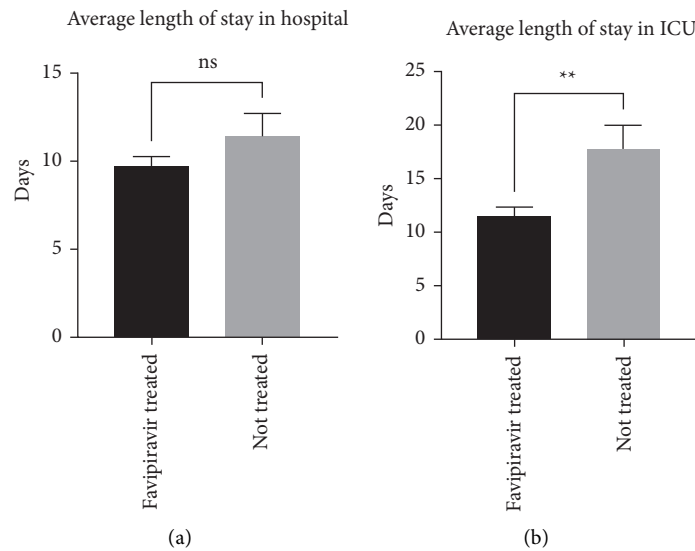 Average length of stay in hospital
ns
15
10
5
0
Days
Favipiravir treated
Not treated
(a)
Average length of stay in ICU
**
25
20
15
10
5
0
Days
Favipiravir treated
Not treated
(b)